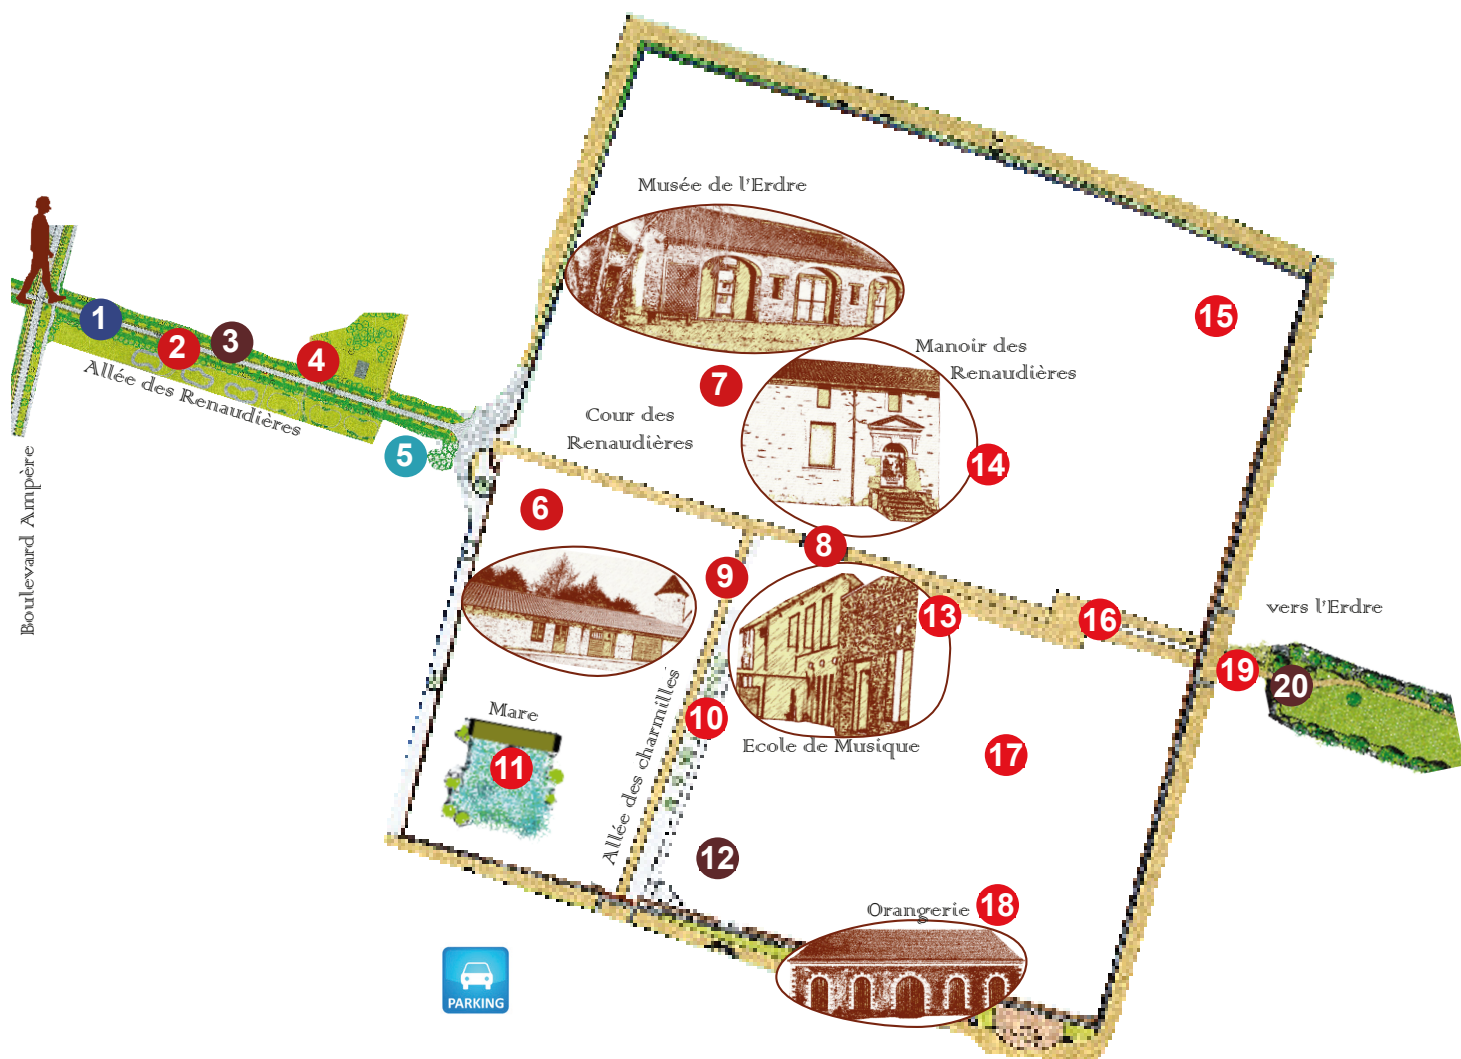 Musée de l'Erdre
1
2
3
4
Allée des Renaudières
5
Boulevard Ampère
15
Manoir des
Renaudières
7
Cour des
Renaudières
14
6
8
9
13
16
vers l'Erdre
19
20
Mare
11
Allée des charmilles
10
Ecole de Musique
17
12
Orangerie
18
PARKING